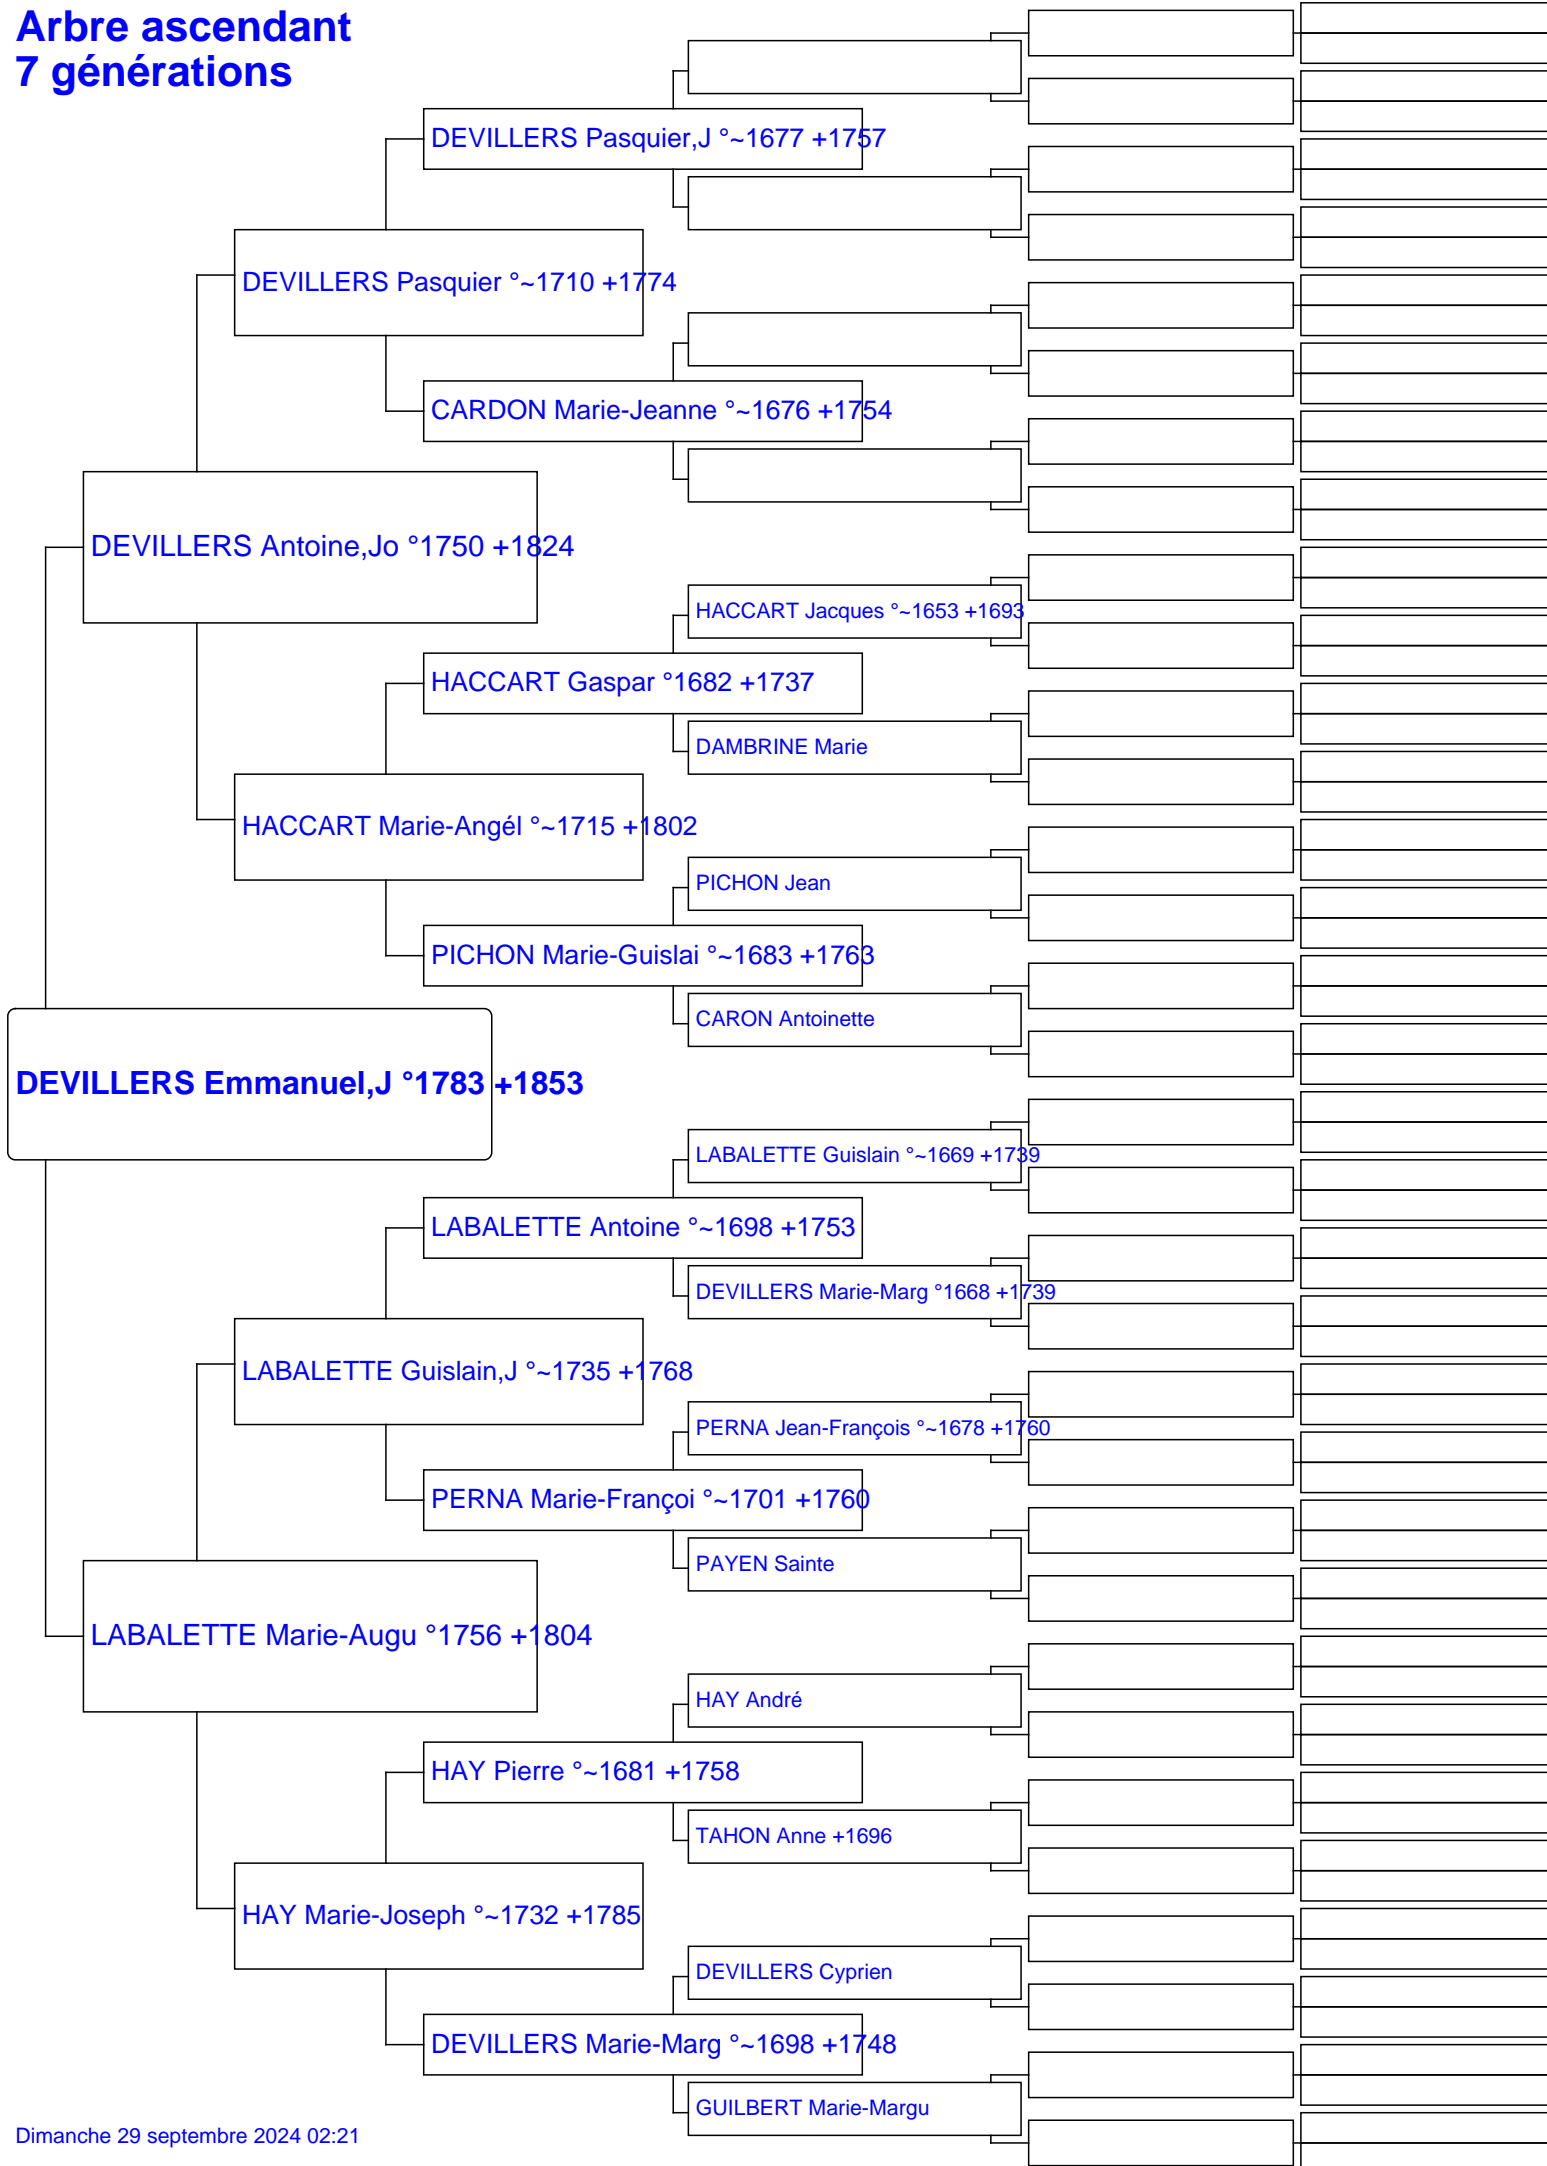 Arbre ascendant
7 générations
DEVILLERS Pasquier,J °~1677 +1757
DEVILLERS Pasquier °~1710 +1774
CARDON Marie-Jeanne °~1676 +1754
DEVILLERS Antoine,Jo °1750 +1824
HACCART Jacques °~1653 +1693
HACCART Gaspar °1682 +1737
DAMBRINE Marie
HACCART Marie-Angél °~1715 +1802
PICHON Jean
PICHON Marie-Guislai °~1683 +1763
CARON Antoinette
DEVILLERS Emmanuel,J °1783 +1853
LABALETTE Guislain °~1669 +1739
LABALETTE Antoine °~1698 +1753
DEVILLERS Marie-Marg °1668 +1739
LABALETTE Guislain,J °~1735 +1768
PERNA Jean-François °~1678 +1760
PERNA Marie-Françoi °~1701 +1760
PAYEN Sainte
LABALETTE Marie-Augu °1756 +1804
HAY André
HAY Pierre °~1681 +1758
TAHON Anne +1696
HAY Marie-Joseph °~1732 +1785
DEVILLERS Cyprien
DEVILLERS Marie-Marg °~1698 +1748
GUILBERT Marie-Margu
Dimanche 29 septembre 2024 02:21